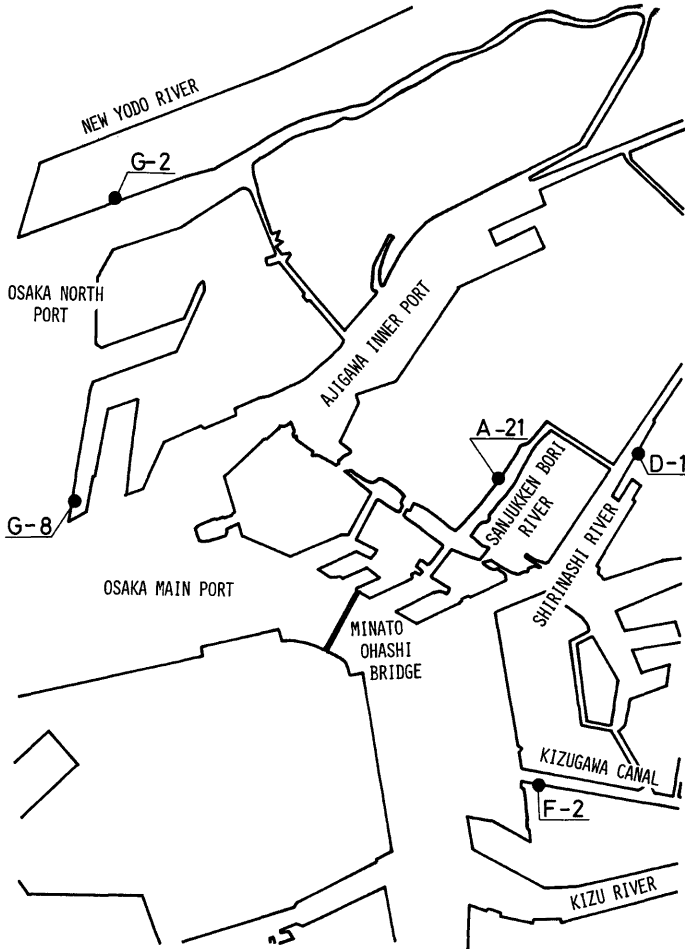 NEW YODO RIVER
G-2
OSAKA NORTH
PORT
AJIGAWA INNER PORT
A-21
SANJUKKEN BORI
RIVER
D-1
G-8
SHIRINASHI RIVER
OSAKA MAIN PORT
MINATO
OHASHI
BRIDGE
KIZUGAWA CANAL
F-2
KIZU RIVER